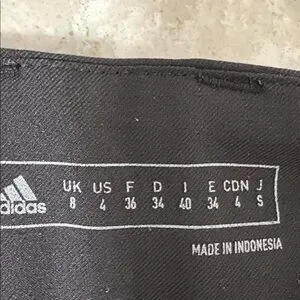 UK US F D I E CDN J
8 4 36 34 40 34 4 S
adidas
MADE IN INDONESIA